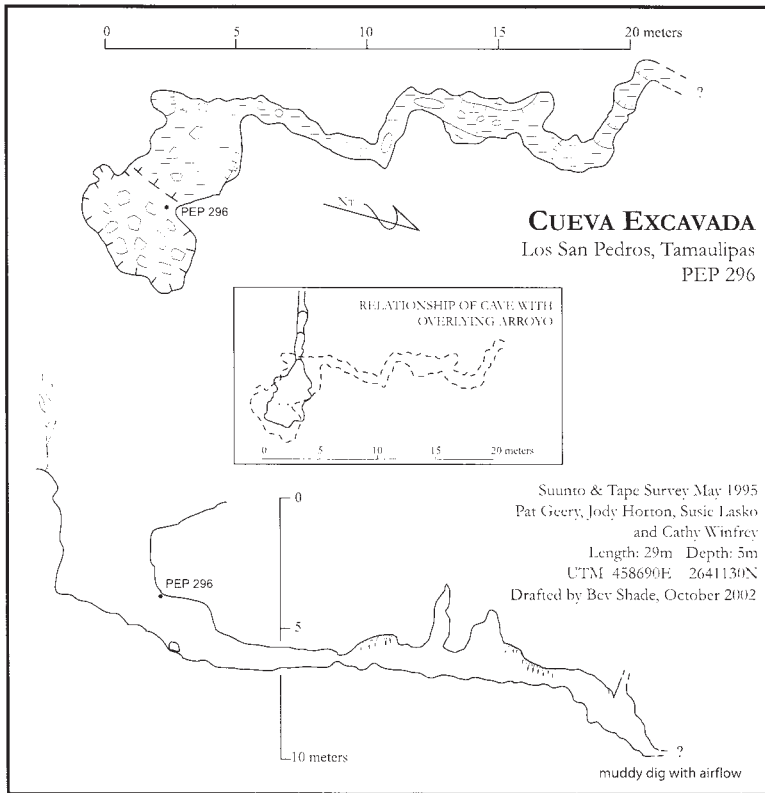 0 5 10 15 20 meters
?
PEP 296
CUEVA EXCAVADA
Los San Pedros, Tamaulipas
PEP 296
RELATIONSHIP OF CAVE WITH
OVERLYING ARROYO
0 5 10 15 20 meters
Suunto & Tape Survey May 1995
Pat Geery, Jody Horton, Susie Lasko
and Cathy Winfrey
Length: 29m Depth: 5m
UTM 458690E 2641130N
Drafted by Bev Shade, October 2002
0
PEP 296
5
10 meters
?
muddy dig with airflow